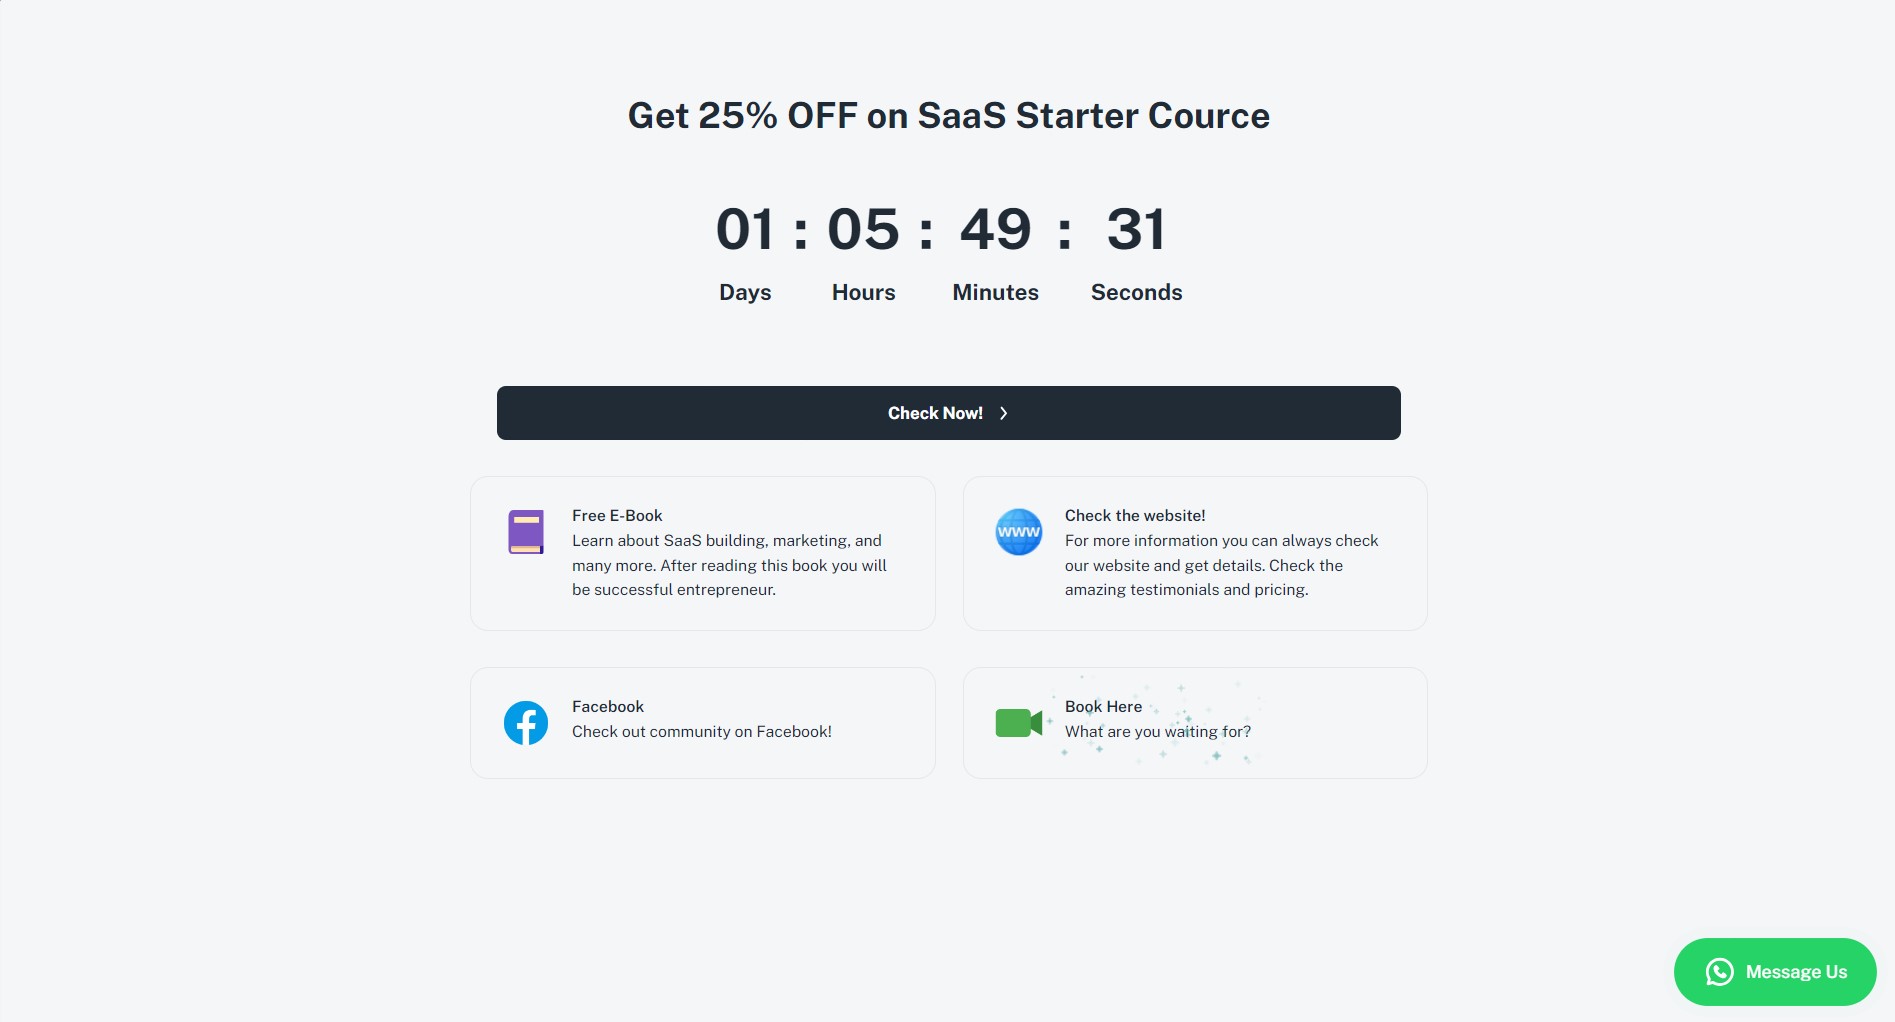 Get 25% OFF on SaaS Starter Cource
01 : 05 : 49 : 31
Days Hours Minutes Seconds
Check Now!
Free E-Book
Learn about SaaS building, marketing, and
many more. After reading this book you will
be successful entrepreneur.
WWW
Check the website!
For more information you can always check
our website and get details. Check the
amazing testimonials and pricing.
Facebook
Check out community on Facebook!
Book Here
What are you waiting for?
Message Us